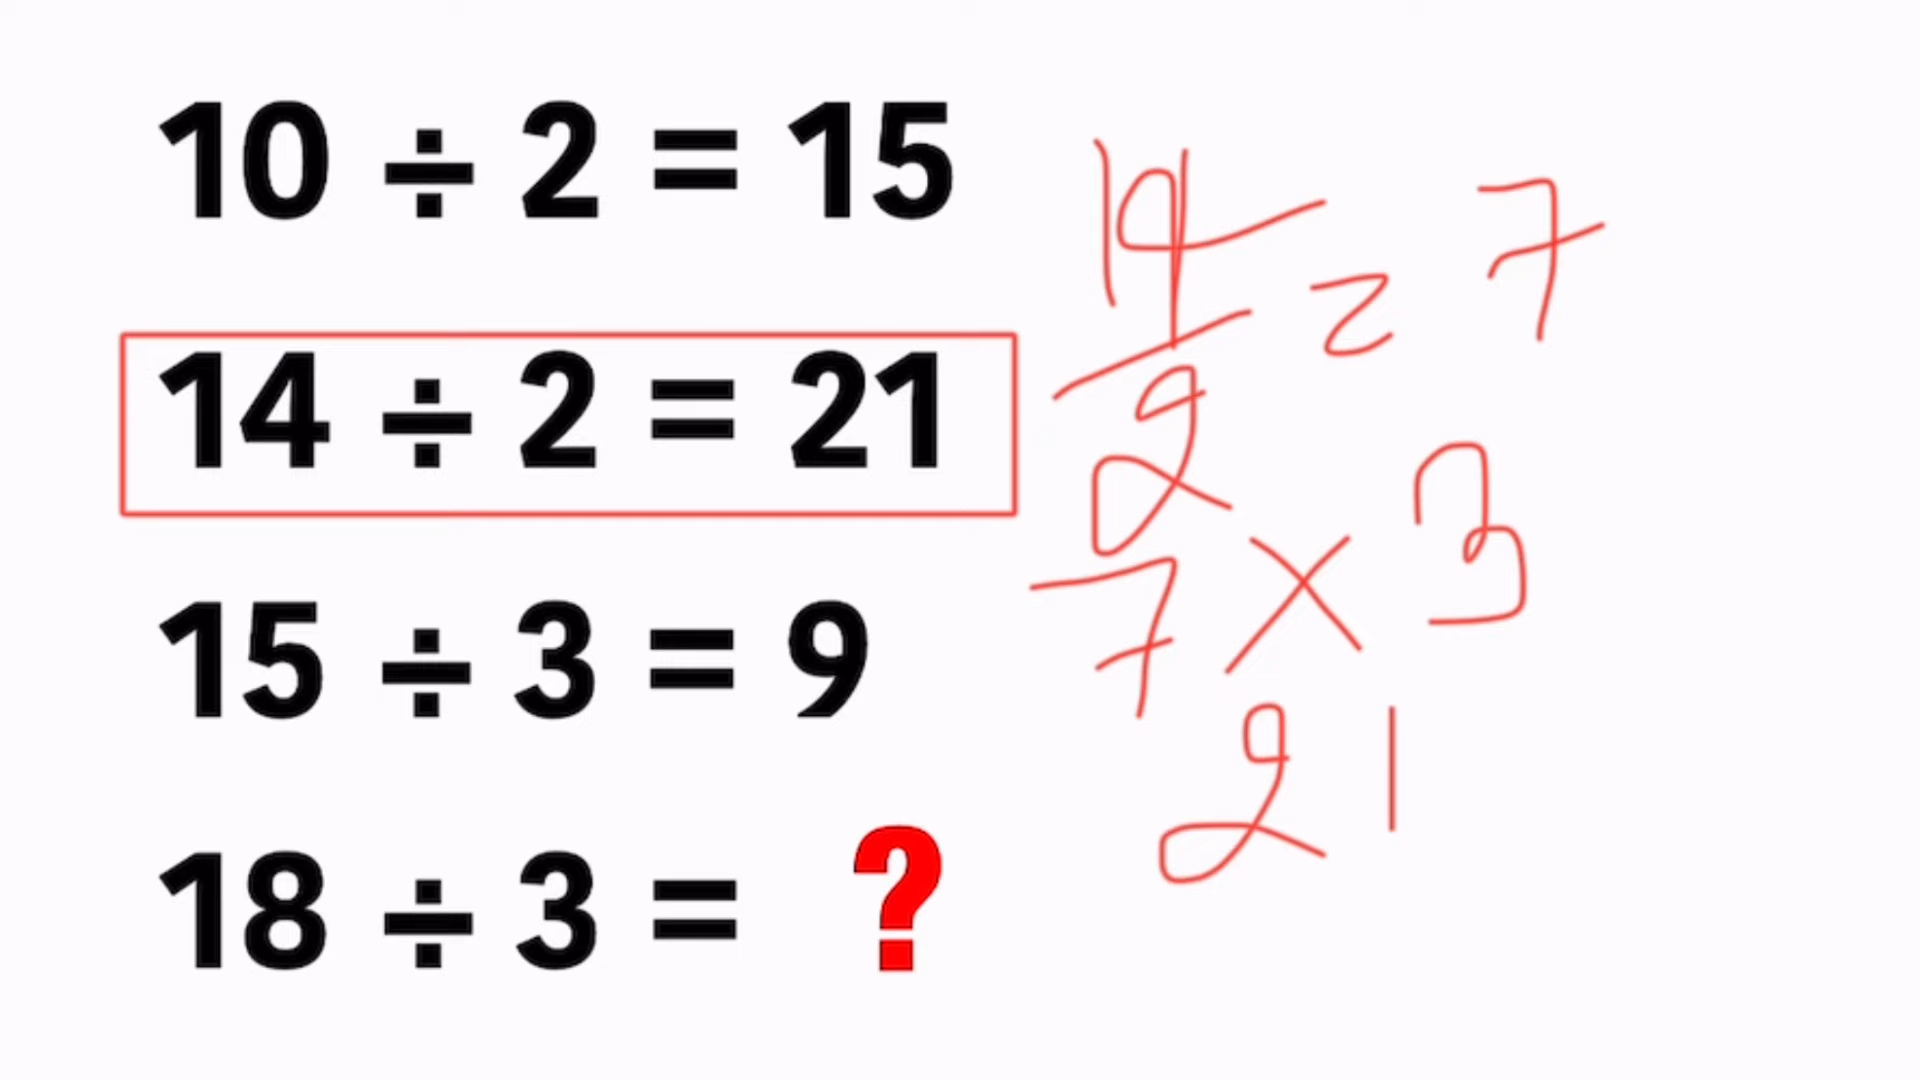 10 ÷ 2 = 15
14 ÷ 2 = 21
15 ÷ 3 = 9
18 ÷ 3 = ?
14
2
= 7
7 × 3
21